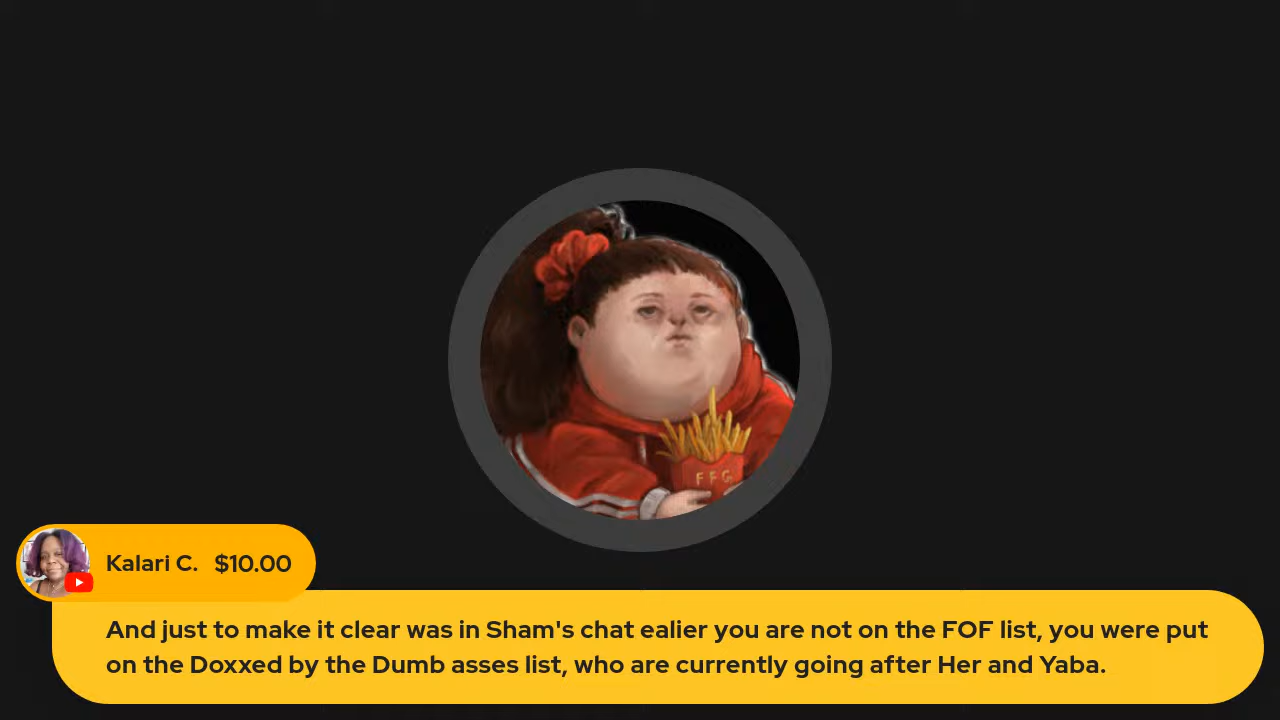 FFG
Kalari C. $10.00
And just to make it clear was in Sham's chat ealier you are not on the FOF list, you were put
on the Doxxed by the Dumb asses list, who are currently going after Her and Yaba.